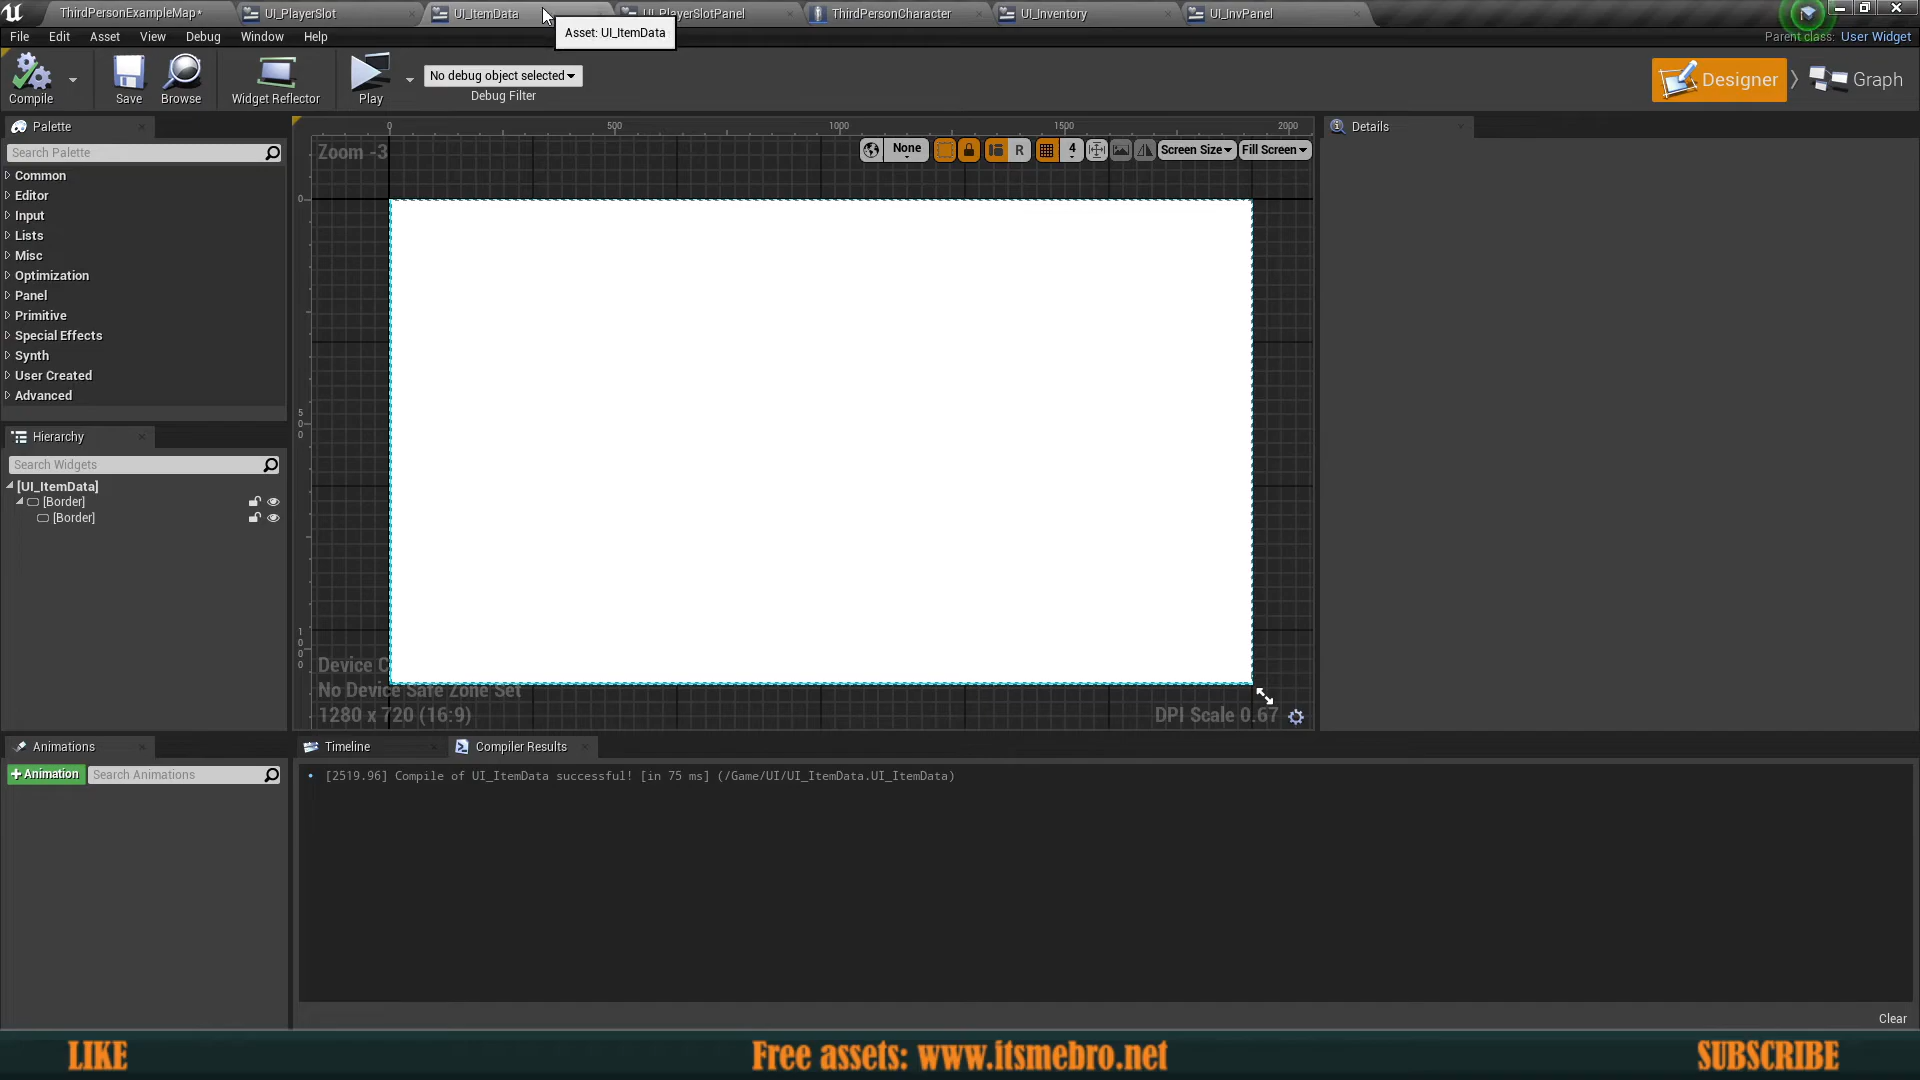 ThirdPersonExampleMap*
UI_PlayerSlot
UI_ItemData
UI_PlayerSlotPanel
ThirdPersonCharacter
UI_Inventory
UI_InvPanel
Asset: UI_ItemData
File Edit Asset View Debug Window Help
Parent class: User Widget
Compile
Save
Browse
Widget Reflector
Play
No debug object selected
Debug Filter
Designer
Graph
Palette
Search Palette
Common
Editor
Input
Lists
Misc
Optimization
Panel
Primitive
Special Effects
Synth
User Created
Advanced
Hierarchy
Search Widgets
[UI_ItemData]
[Border]
[Border]
0 500 1000 1500 2000
Zoom -3
None
R
4
Screen Size
Fill Screen
0
500
1000
Device C
No Device Safe Zone Set
1280 x 720 (16:9)
DPI Scale 0.67
Details
Animations
+Animation
Search Animations
Timeline
Compiler Results
• [2519.96] Compile of UI_ItemData successful! [in 75 ms] (/Game/UI/UI_ItemData.UI_ItemData)
Clear
LIKE
Free assets: www.itsmebro.net
SUBSCRIBE